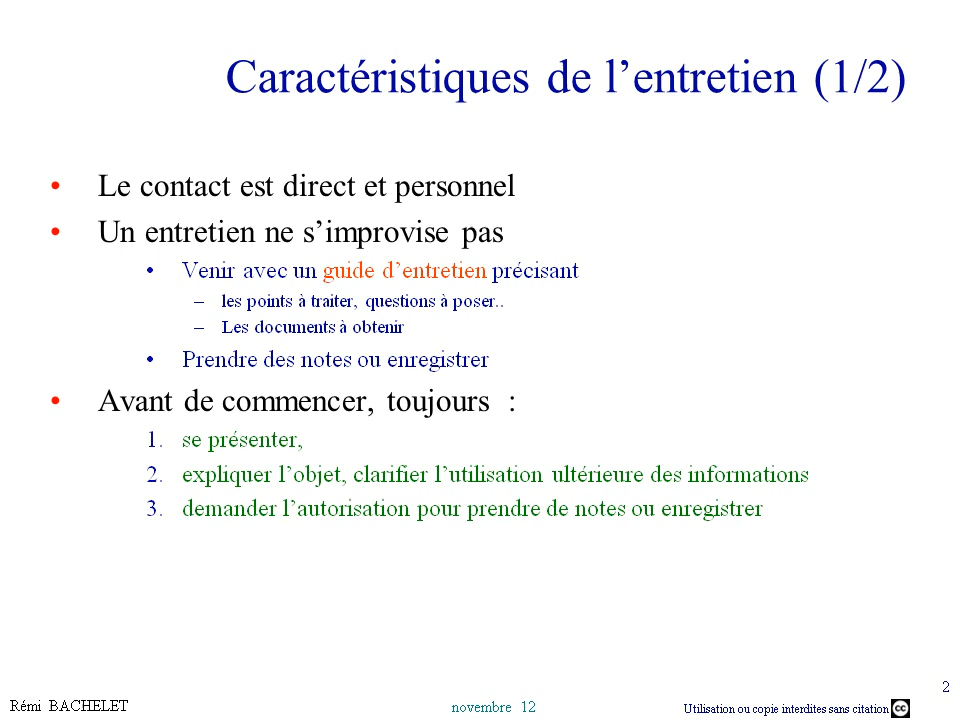 Caractéristiques de l’entretien (1/2)
• Le contact est direct et personnel
• Un entretien ne s’improvise pas
• Venir avec un guide d’entretien précisant
– les points à traiter, questions à poser..
– Les documents à obtenir
• Prendre des notes ou enregistrer
• Avant de commencer, toujours :
1. se présenter,
2. expliquer l’objet, clarifier l’utilisation ultérieure des informations
3. demander l’autorisation pour prendre de notes ou enregistrer
2
Rémi BACHELET
novembre 12
Utilisation ou copie interdites sans citation
cc